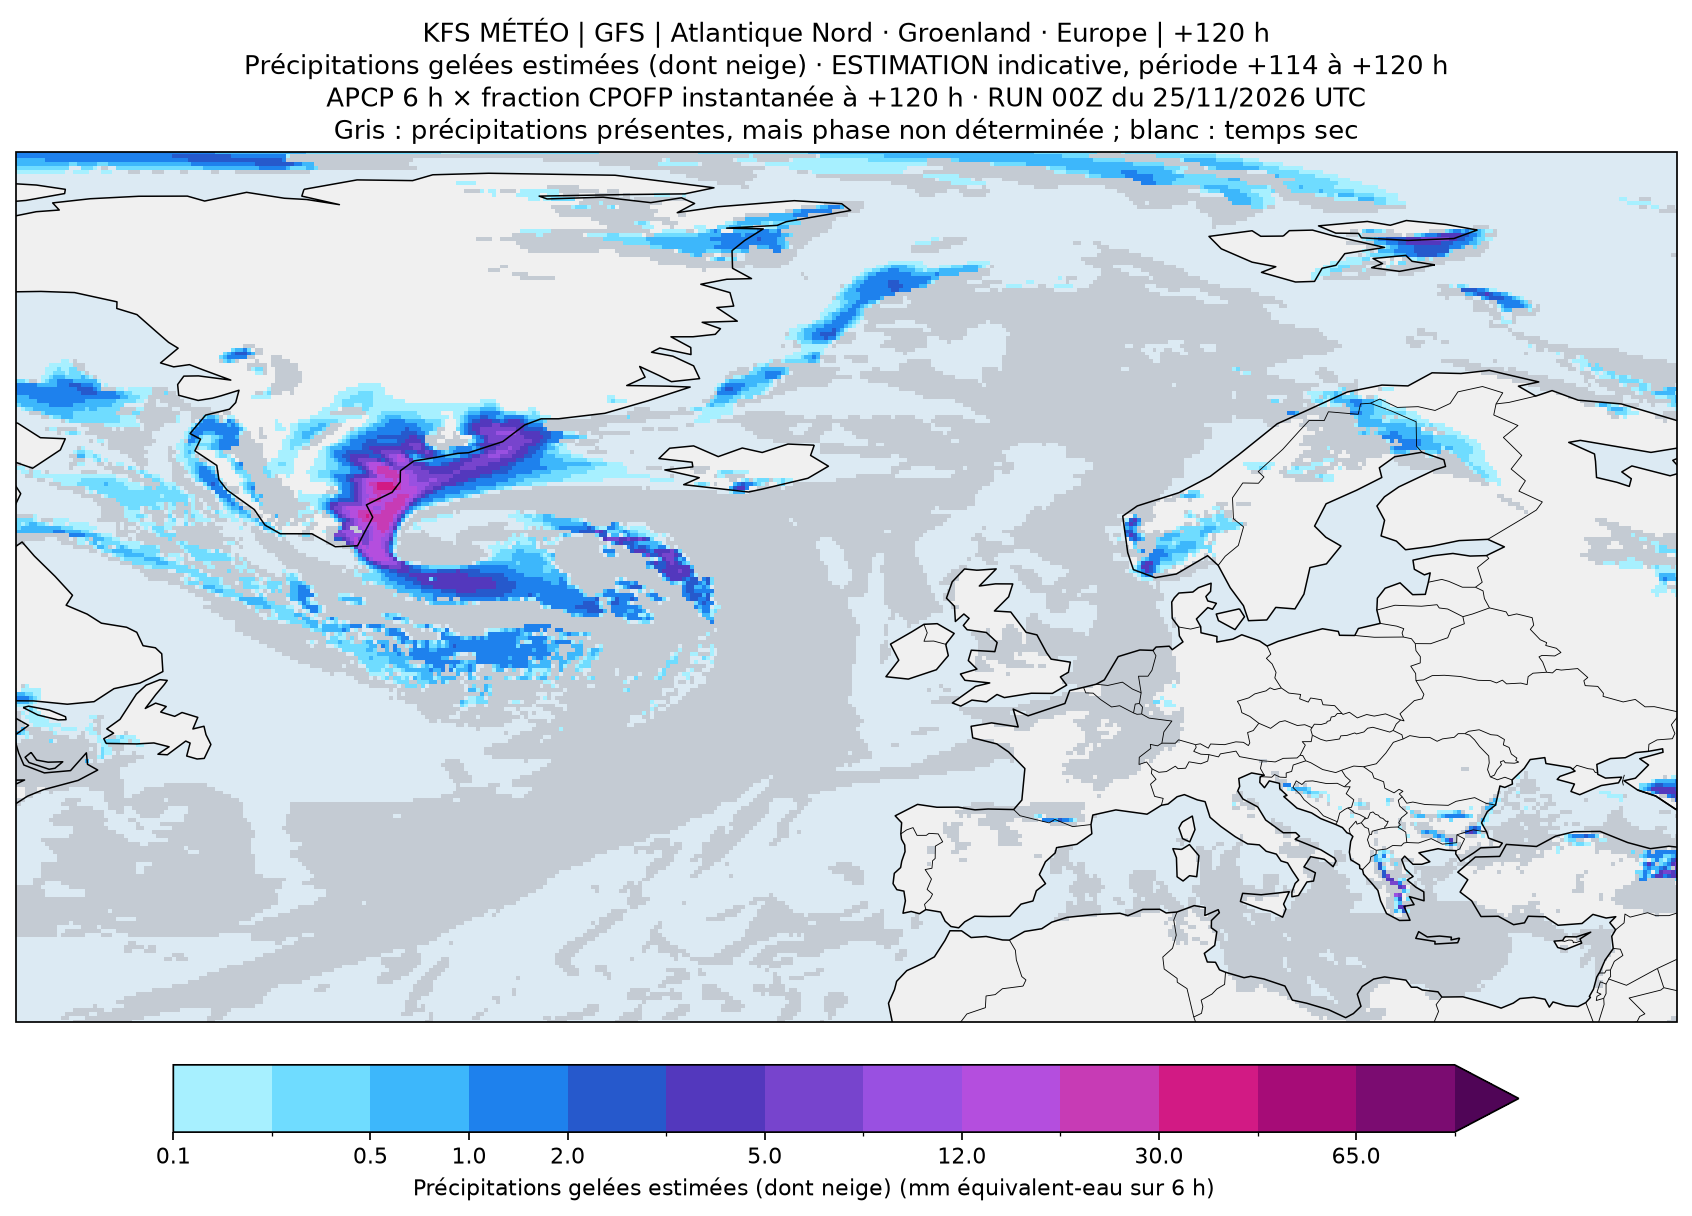 KFS MÉTÉO | GFS | Atlantique Nord · Groenland · Europe | +120 h
Précipitations gelées estimées (dont neige) · ESTIMATION indicative, période +114 à +120 h
APCP 6 h × fraction CPOFP instantanée à +120 h · RUN 00Z du 25/11/2026 UTC
Gris : précipitations présentes, mais phase non déterminée ; blanc : temps sec
0.1 0.5 1.0 2.0 5.0 12.0 30.0 65.0
Précipitations gelées estimées (dont neige) (mm équivalent-eau sur 6 h)